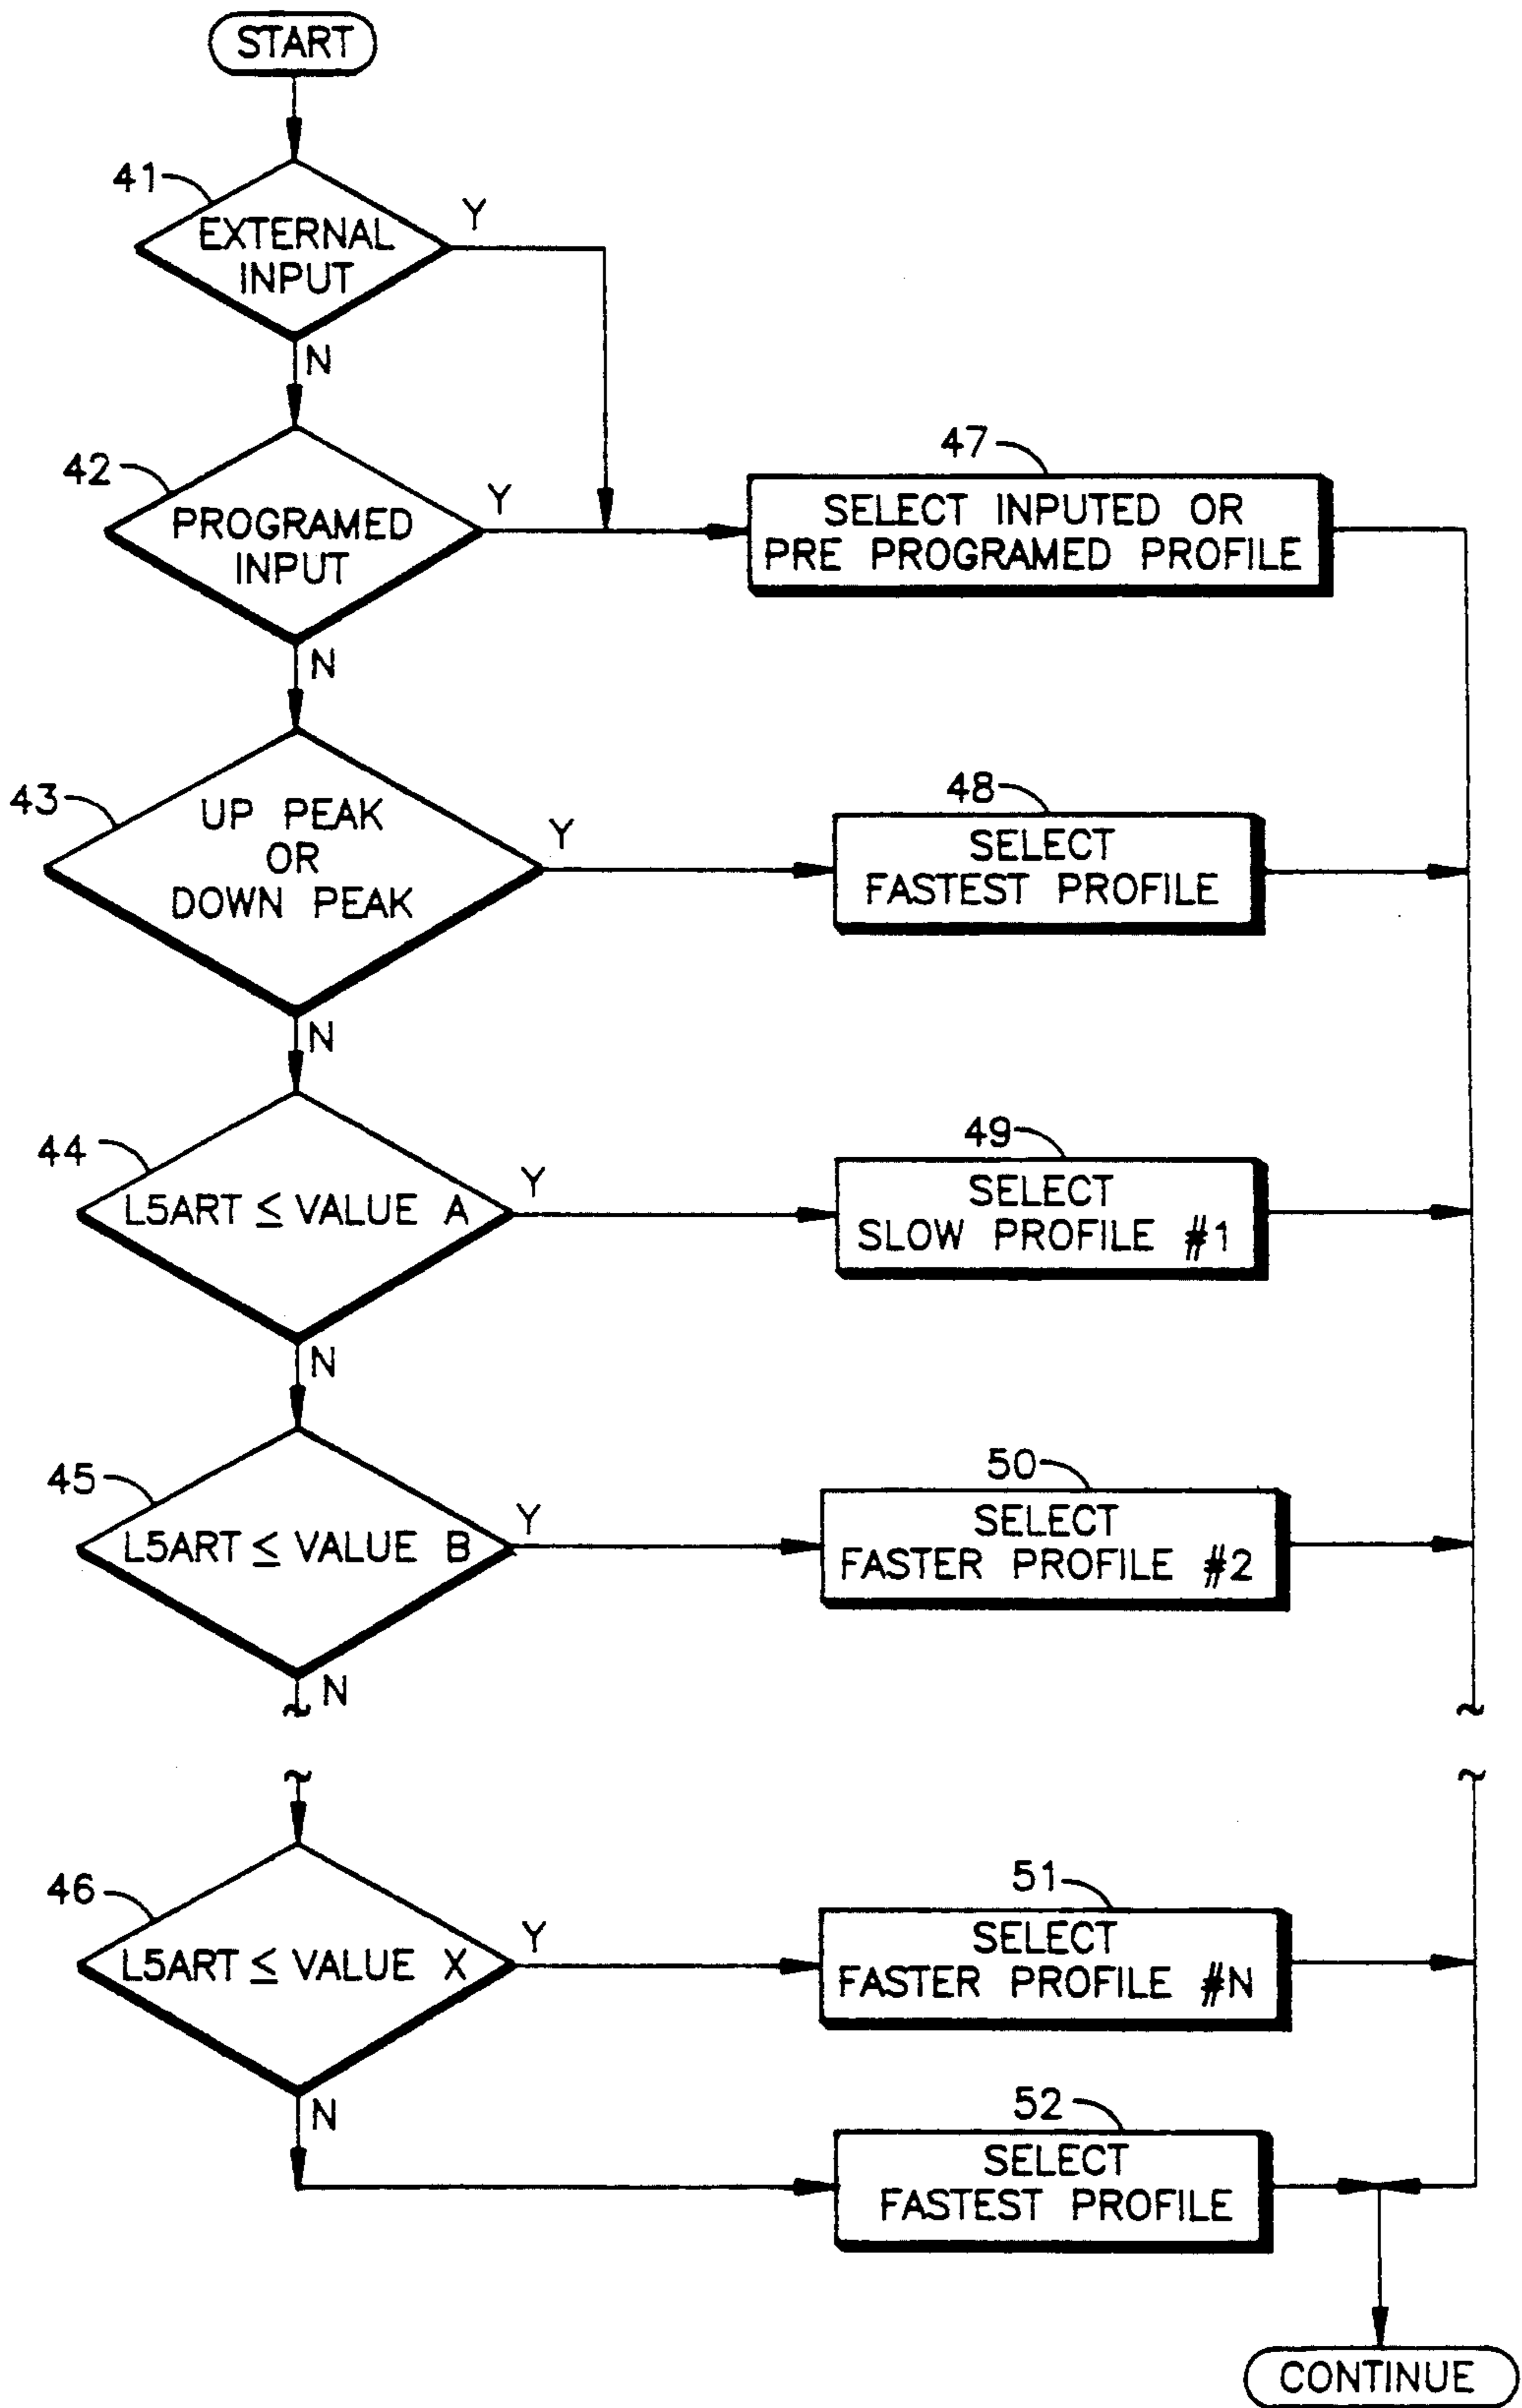 START
41
EXTERNAL
INPUT
Y
N
42
PROGRAMED
INPUT
Y
47
SELECT INPUTED OR
PRE PROGRAMED PROFILE
N
43
UP PEAK
OR
DOWN PEAK
Y
48
SELECT
FASTEST PROFILE
N
44
L5ART ≤ VALUE A
Y
49
SELECT
SLOW PROFILE #1
N
45
L5ART ≤ VALUE B
Y
50
SELECT
FASTER PROFILE #2
N
46
L5ART ≤ VALUE X
Y
51
SELECT
FASTER PROFILE #N
N
52
SELECT
FASTEST PROFILE
CONTINUE